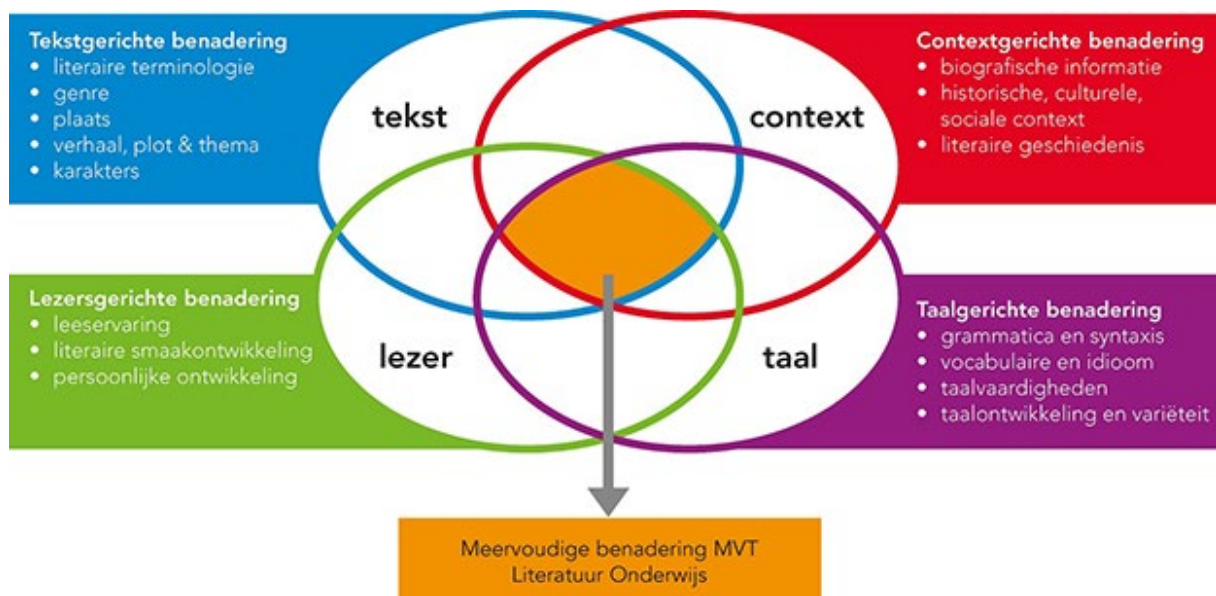 Tekstgerichte benadering
• literaire terminologie
• genre
• plaats
• verhaal, plot & thema
• karakters
tekst
context
Contextgerichte benadering
• biografische informatie
• historische, culturele,
sociale context
• literaire geschiedenis
Lezersgerichte benadering
• leeservaring
• literaire smaakontwikkeling
• persoonlijke ontwikkeling
lezer
taal
Taalgerichte benadering
• grammatica en syntaxis
• vocabulaire en idioom
• taalvaardigheden
• taalontwikkeling en variëteit
Meervoudige benadering MVT
Literatuur Onderwijs